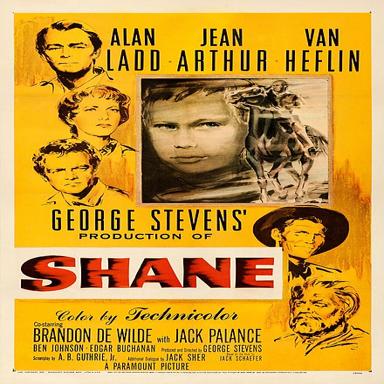 ALAN JEAN VAN
LADD · ARTHUR · HEFLIN
GEORGE STEVENS'
PRODUCTION OF
SHANE
Color by Technicolor
Co-starring
BRANDON DE WILDE with JACK PALANCE
BEN JOHNSON · EDGAR BUCHANAN Produced and Directed by GEORGE STEVENS
Screenplay by A. B. GUTHRIE, Jr. Additional Dialogue by JACK SHER
JACK SCHAEFER
A PARAMOUNT PICTURE